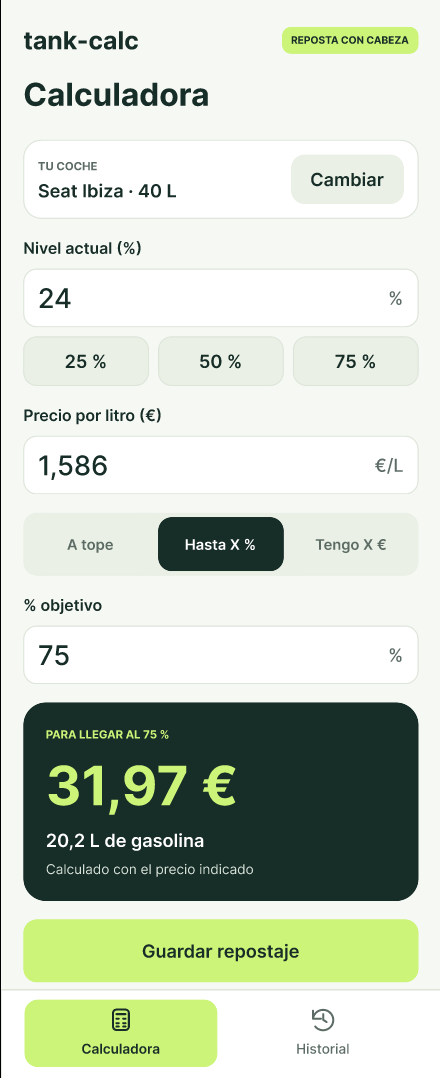 tank-calc
REPOSTA CON CABEZA
Calculadora
TU COCHE
Seat Ibiza · 40 L
Cambiar
Nivel actual (%)
24 %
25 % 50 % 75 %
Precio por litro (€)
1,586 €/L
A tope Hasta X % Tengo X €
% objetivo
75 %
PARA LLEGAR AL 75 %
31,97 €
20,2 L de gasolina
Calculado con el precio indicado
Guardar repostaje
Calculadora Historial